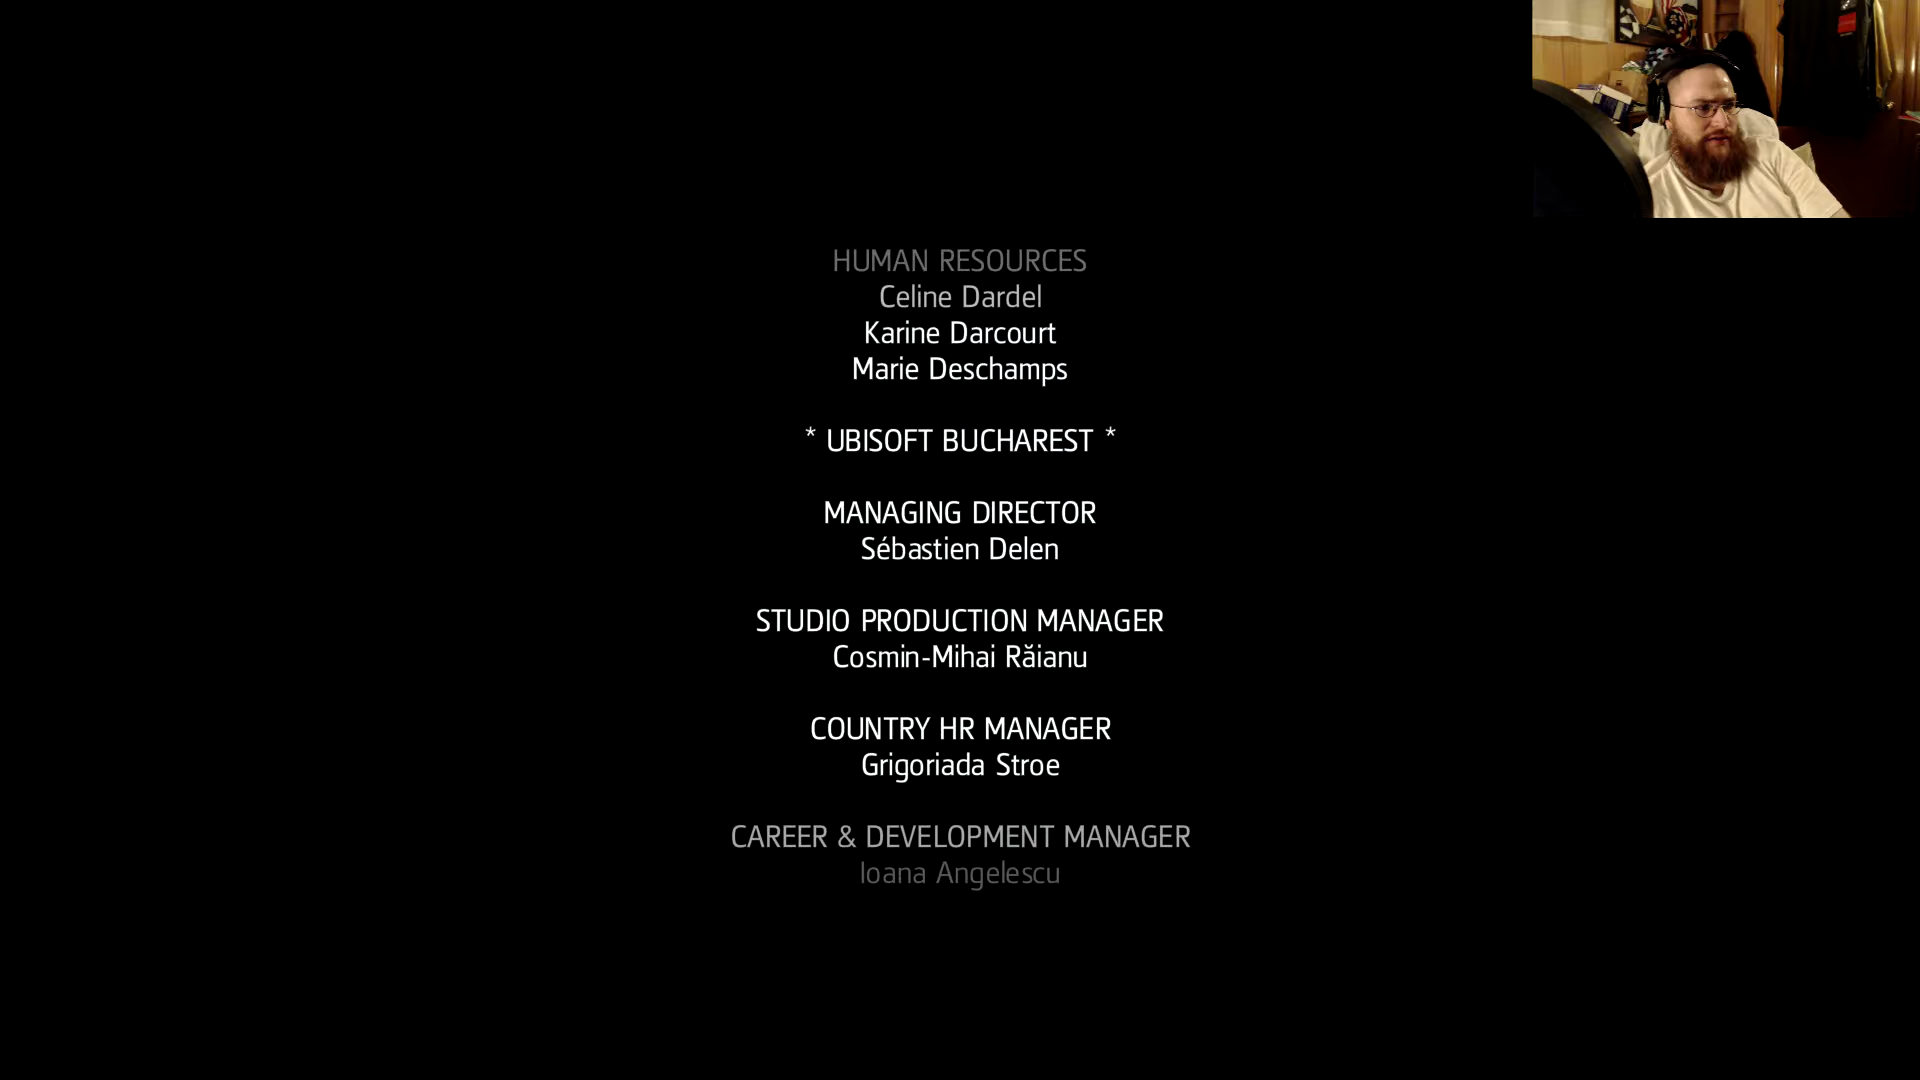 HUMAN RESOURCES
Celine Dardel
Karine Darcourt
Marie Deschamps
* UBISOFT BUCHAREST *
MANAGING DIRECTOR
Sébastien Delen
STUDIO PRODUCTION MANAGER
Cosmin-Mihai Răianu
COUNTRY HR MANAGER
Grigoriada Stroe
CAREER & DEVELOPMENT MANAGER
Ioana Angelescu